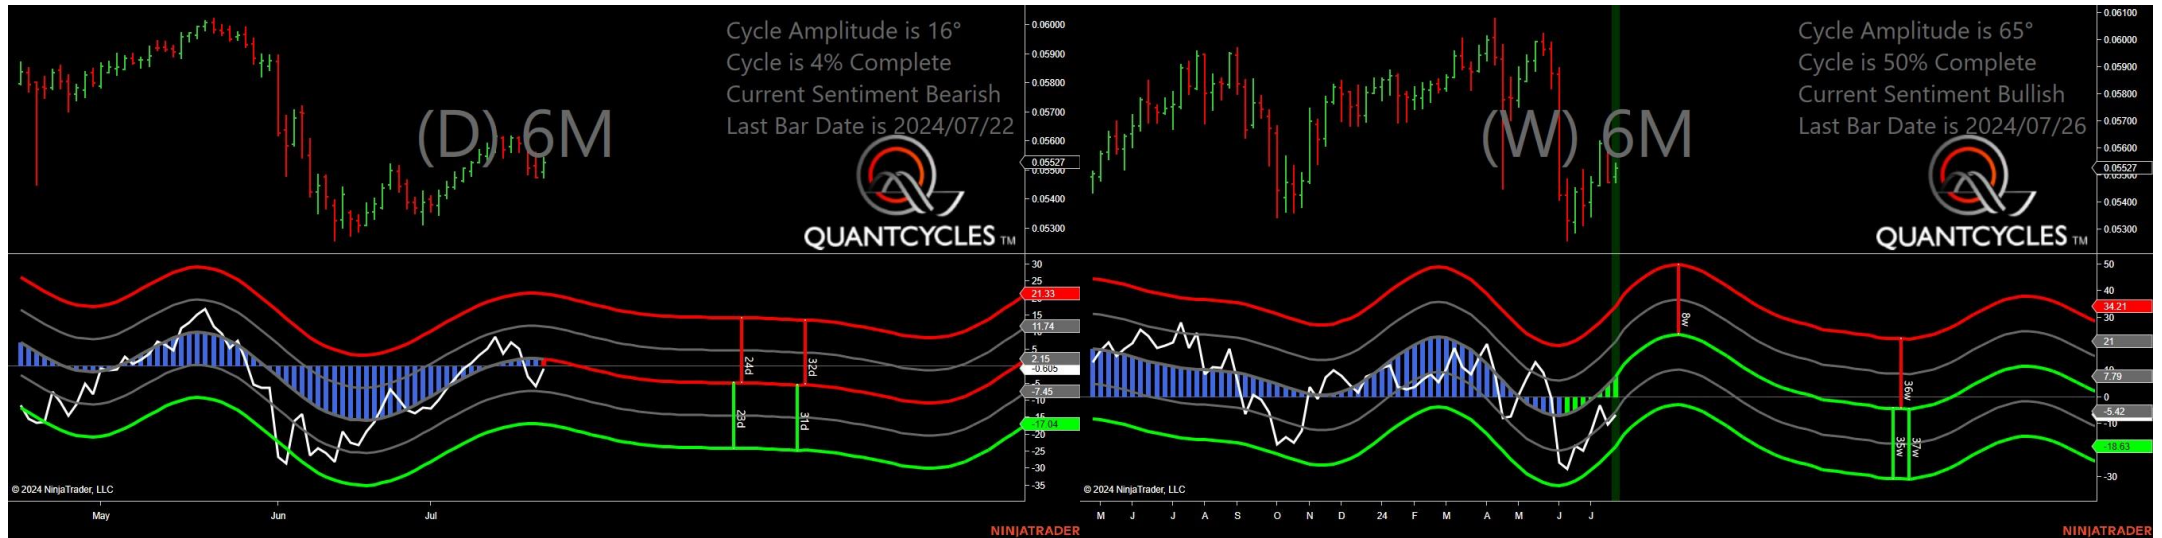 Cycle Amplitude is 16°
Cycle is 4% Complete
Current Sentiment Bearish
Last Bar Date is 2024/07/22
(D) 6M
QUANTCYCLES TM
0.06000
0.05900
0.05800
0.05700
0.05600
0.05527
0.05500
0.05400
0.05300
30
25
21.33
15
11.74
5
2.15
-0.605
-5
-7.45
-10
-15
-17.04
-20
-25
-30
-35
24d
32d
23d
31d
© 2024 NinjaTrader, LLC
May
Jun
Jul
NINJATRADER
Cycle Amplitude is 65°
Cycle is 50% Complete
Current Sentiment Bullish
Last Bar Date is 2024/07/26
(W) 6M
QUANTCYCLES TM
0.06100
0.06000
0.05900
0.05800
0.05700
0.05600
0.05527
0.05500
0.05400
0.05300
50
40
34.21
30
21
7.79
0
-5.42
-10
-18.63
-30
8w
36w
35w
37w
© 2024 NinjaTrader, LLC
M J J A S O N D 24 F M A M J J
NINJATRADER